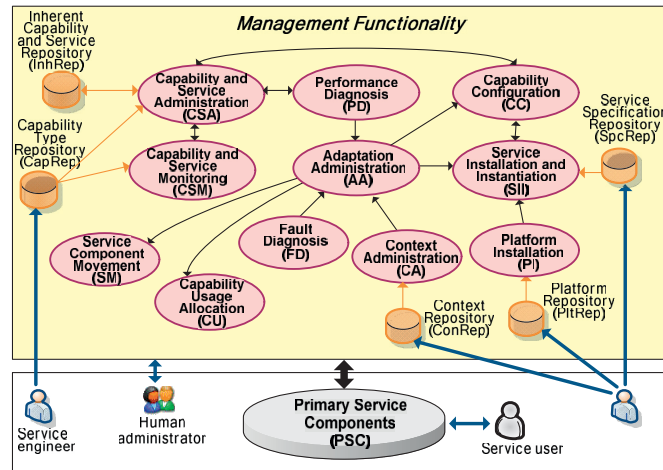 Management Functionality
Inherent
Capability
and Service
Repository
(InhRep)
Capability and
Service
Administration
(CSA)
Performance
Diagnosis
(PD)
Capability
Configuration
(CC)
Service
Specification
Repository
(SpcRep)
Capability
Type
Repository
(CapRep)
Capability and
Service
Monitoring
(CSM)
Adaptation
Administration
(AA)
Service
Installation and
Instantiation
(SII)
Service
Component
Movement
(SM)
Fault
Diagnosis
(FD)
Context
Administration
(CA)
Platform
Installation
(PI)
Capability
Usage
Allocation
(CU)
Context
Repository
(ConRep)
Platform
Repository
(PltRep)
Service
engineer
Human
administrator
Primary Service
Components
(PSC)
Service user